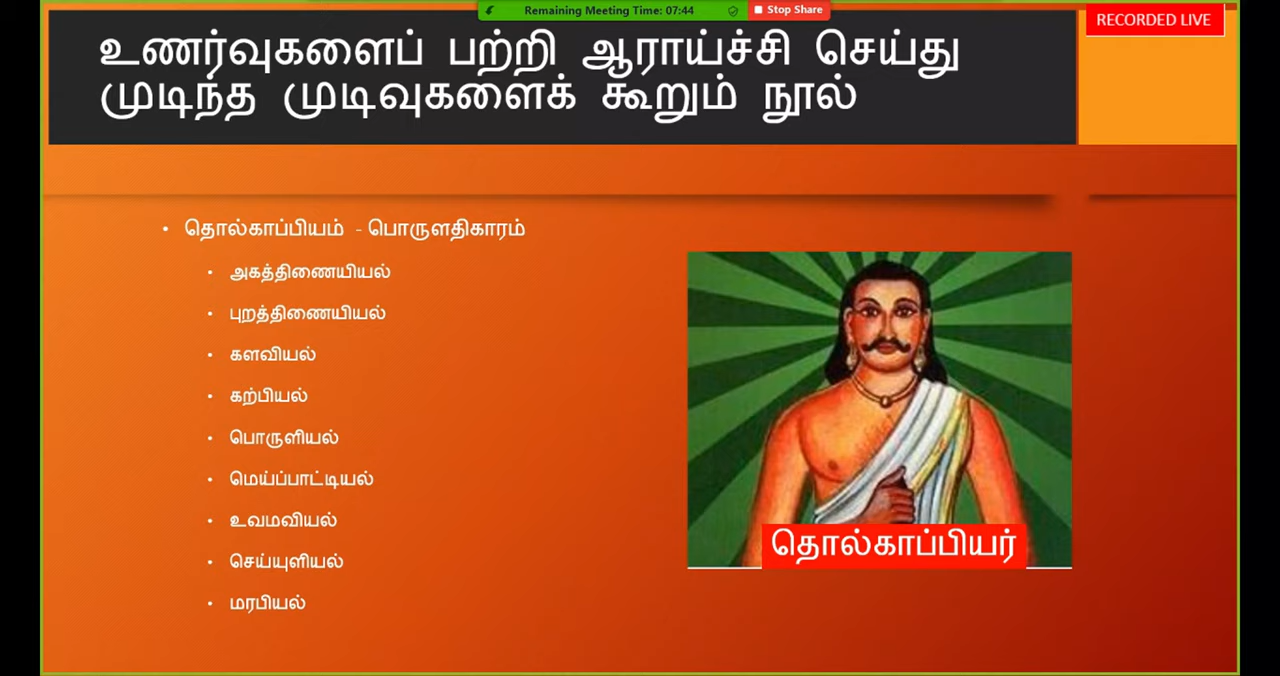 Remaining Meeting Time: 07:44
Stop Share
RECORDED LIVE
உணர்வுகளைப் பற்றி ஆராய்ச்சி செய்து
முடிந்த முடிவுகளைக் கூறும் நூல்
• தொல்காப்பியம் - பொருளதிகாரம்
• அகத்திணையியல்
• புறத்திணையியல்
• களவியல்
• கற்பியல்
• பொருளியல்
• மெய்ப்பாட்டியல்
• உவமவியல்
• செய்யுளியல்
• மரபியல்
தொல்காப்பியர்